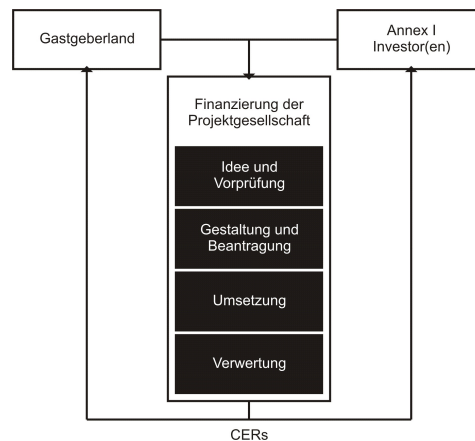 Gastgeberland
Annex I
Investor(en)
Finanzierung der
Projektgesellschaft
Idee und
Vorprüfung
Gestaltung und
Beantragung
Umsetzung
Verwertung
CERs